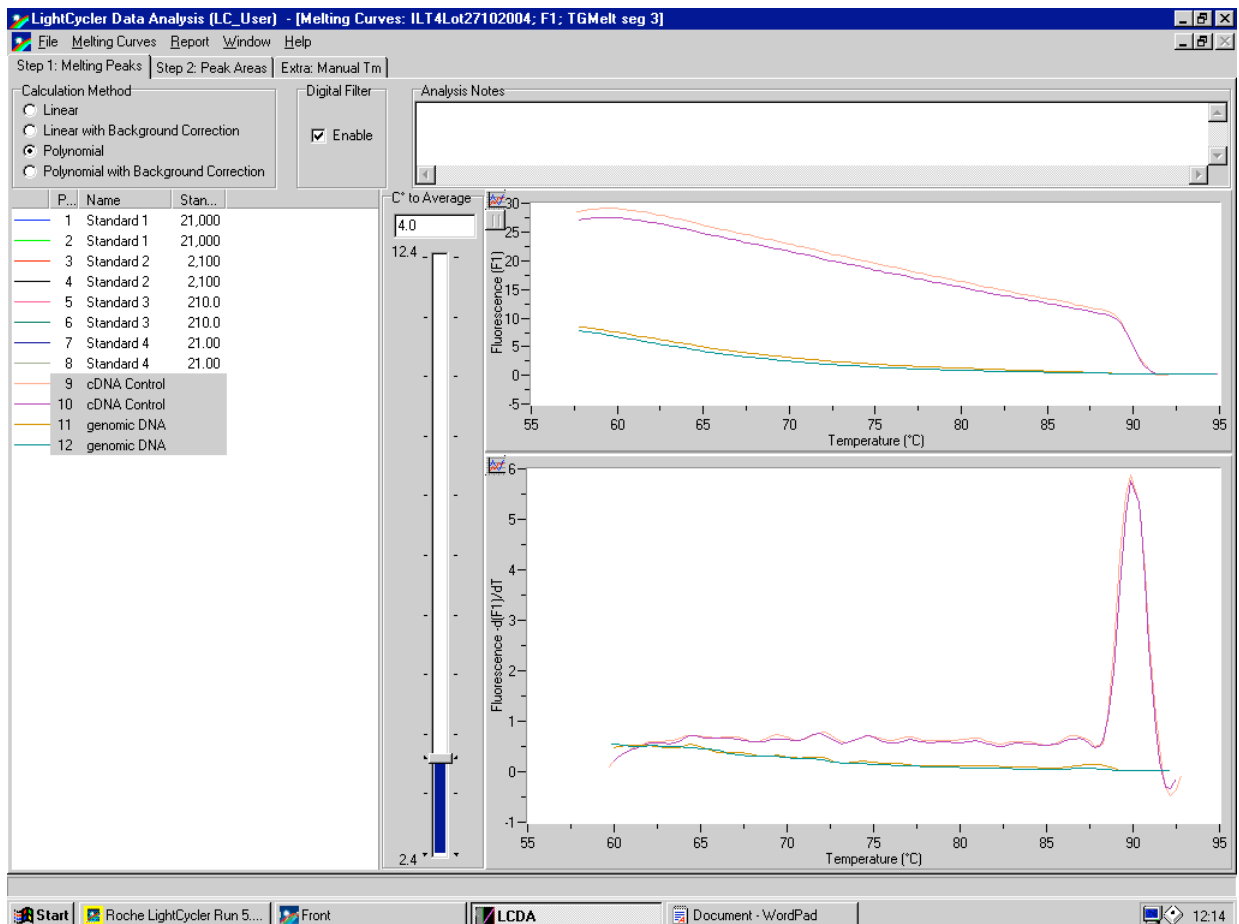 LightCycler Data Analysis (LC_User) - [Melting Curves: ILT4Lot27102004; F1; TGMelt seg 3]
File Melting Curves Report Window Help
Step 1: Melting Peaks Step 2: Peak Areas Extra: Manual Tm
Calculation Method
Linear
Linear with Background Correction
Polynomial
Polynomial with Background Correction
Digital Filter
Enable
Analysis Notes
P... Name Stan...
1 Standard 1 21,000
2 Standard 1 21,000
3 Standard 2 2,100
4 Standard 2 2,100
5 Standard 3 210.0
6 Standard 3 210.0
7 Standard 4 21.00
8 Standard 4 21.00
9 cDNA Control
10 cDNA Control
11 genomic DNA
12 genomic DNA
C° to Average
4.0
12.4
2.4
Fluorescence (F1)
30
25
20
15
10
5
0
-5
55 60 65 70 75 80 85 90 95
Temperature (°C)
Fluorescence -d(F1)/dT
6
5
4
3
2
1
0
-1
55 60 65 70 75 80 85 90 95
Temperature (°C)
Start Roche LightCycler Run 5.... Front LCDA Document - WordPad 12:14